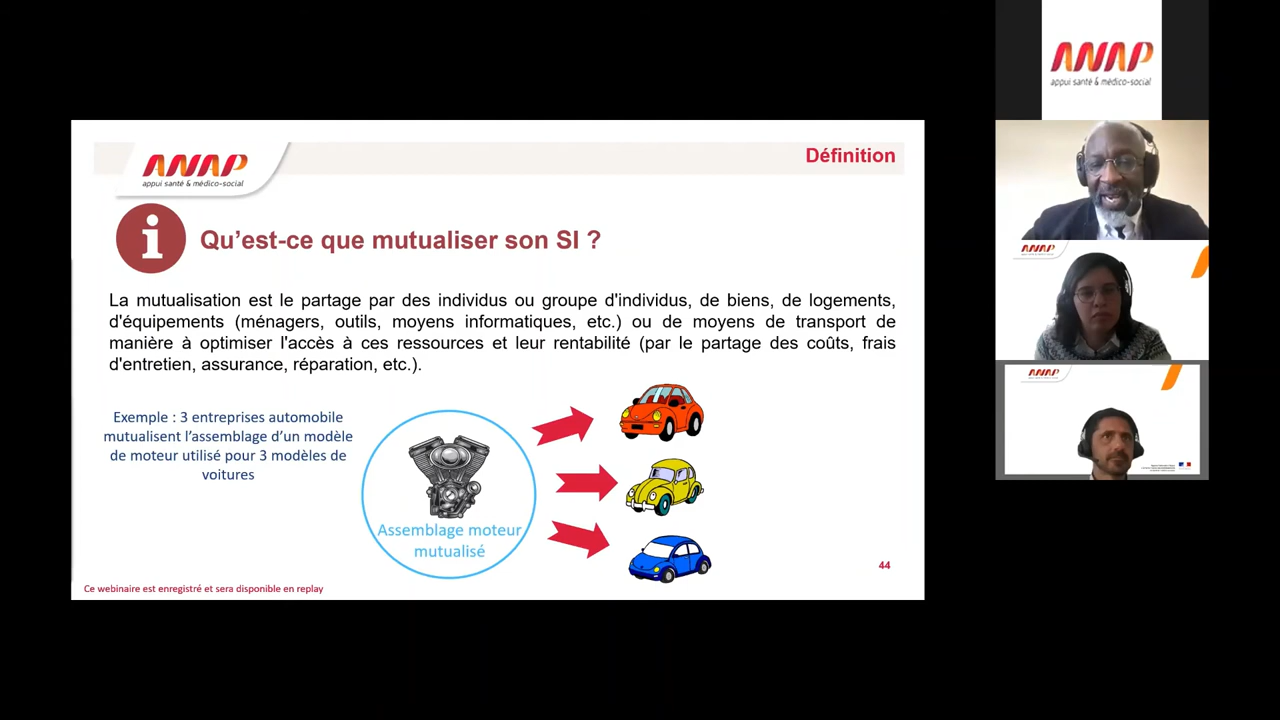 ANAP
appui santé & médico-social
Définition
Qu’est-ce que mutualiser son SI ?
La mutualisation est le partage par des individus ou groupe d'individus, de biens, de logements,
d'équipements (ménagers, outils, moyens informatiques, etc.) ou de moyens de transport de
manière à optimiser l'accès à ces ressources et leur rentabilité (par le partage des coûts, frais
d'entretien, assurance, réparation, etc.).
Exemple : 3 entreprises automobile
mutualisent l’assemblage d’un modèle
de moteur utilisé pour 3 modèles de
voitures
Assemblage moteur
mutualisé
44
Ce webinaire est enregistré et sera disponible en replay
ANAP
appui santé & médico-social
ANAP
ANAP